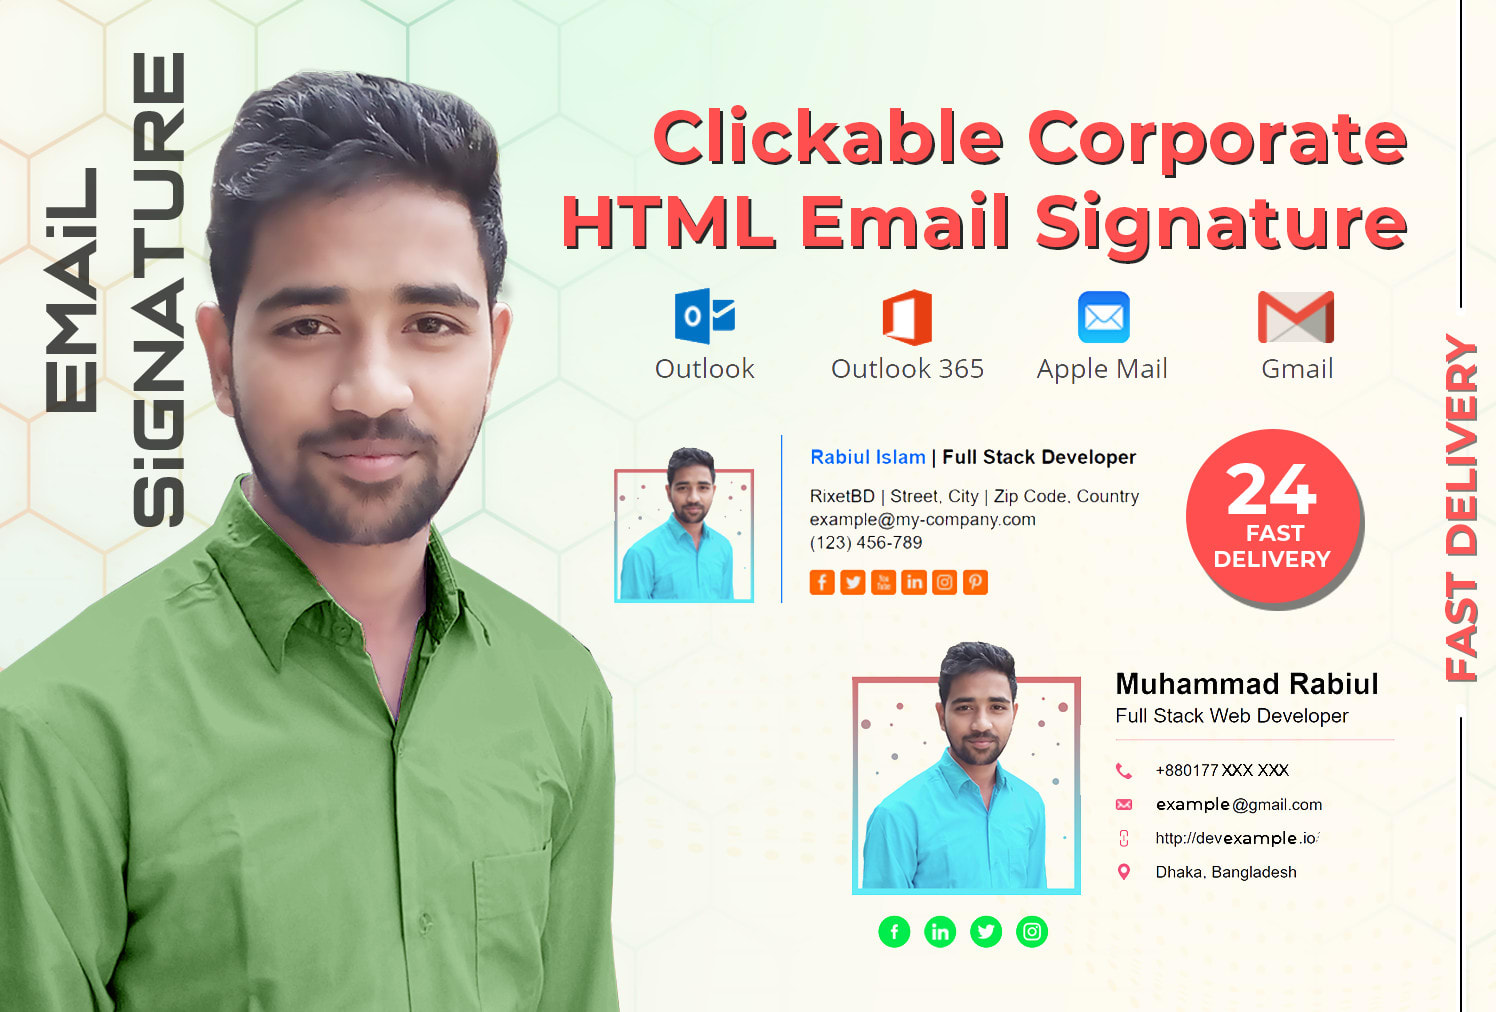 EMAiL
SiGNATURE
Clickable Corporate
HTML Email Signature
Outlook
Outlook 365
Apple Mail
Gmail
Rabiul Islam | Full Stack Developer
RixetBD | Street, City | Zip Code, Country
example@my-company.com
(123) 456-789
24
FAST
DELIVERY
FAST DELIVERY
Muhammad Rabiul
Full Stack Web Developer
+880177 XXX XXX
example@gmail.com
http://devexample.io
Dhaka, Bangladesh